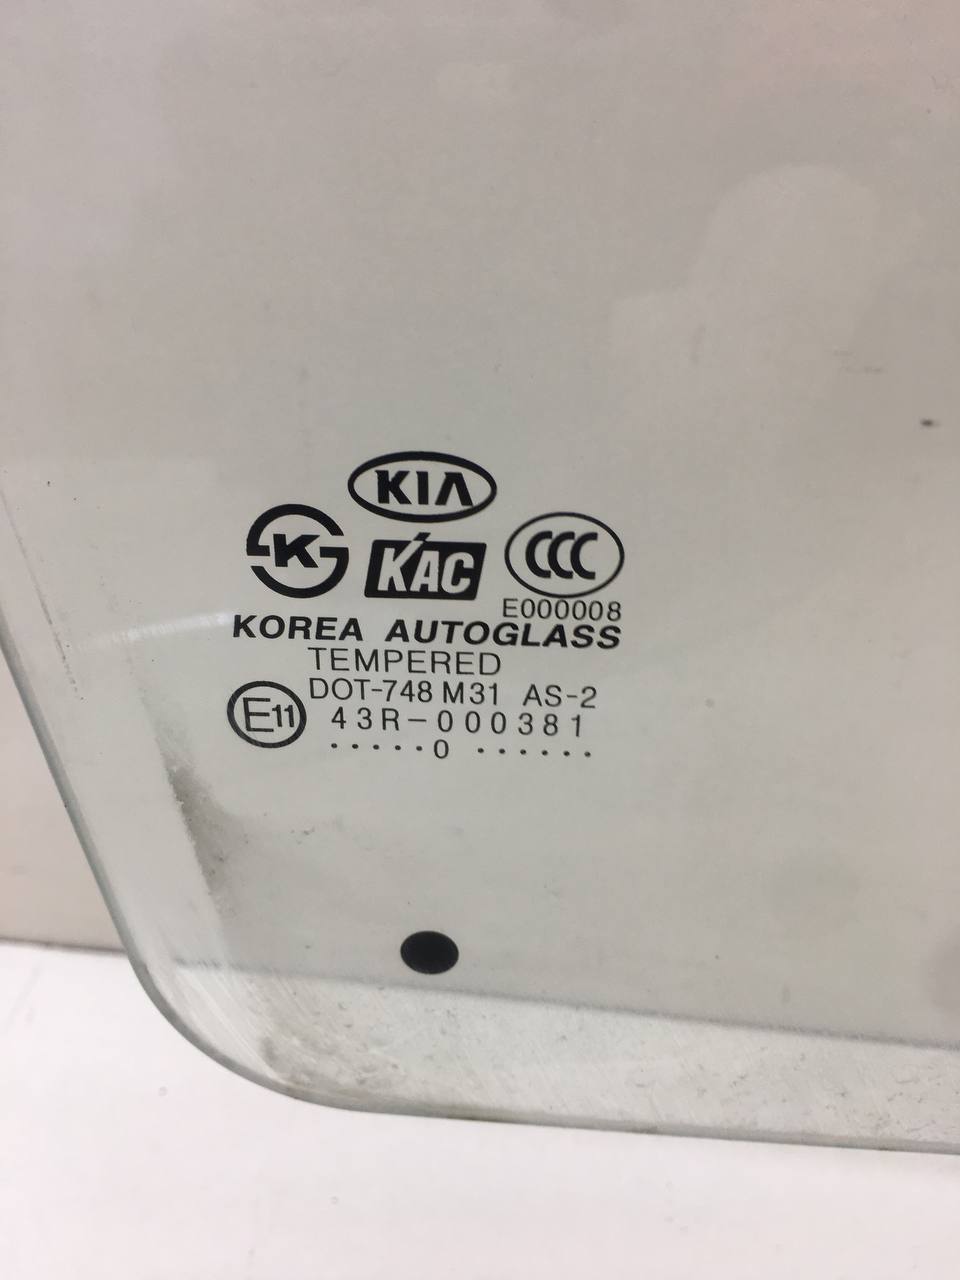 KIA
K
KAC
CCC
E000008
KOREA AUTOGLASS
TEMPERED
DOT-748 M31 AS-2
E11
43R-000381
.....0 ......